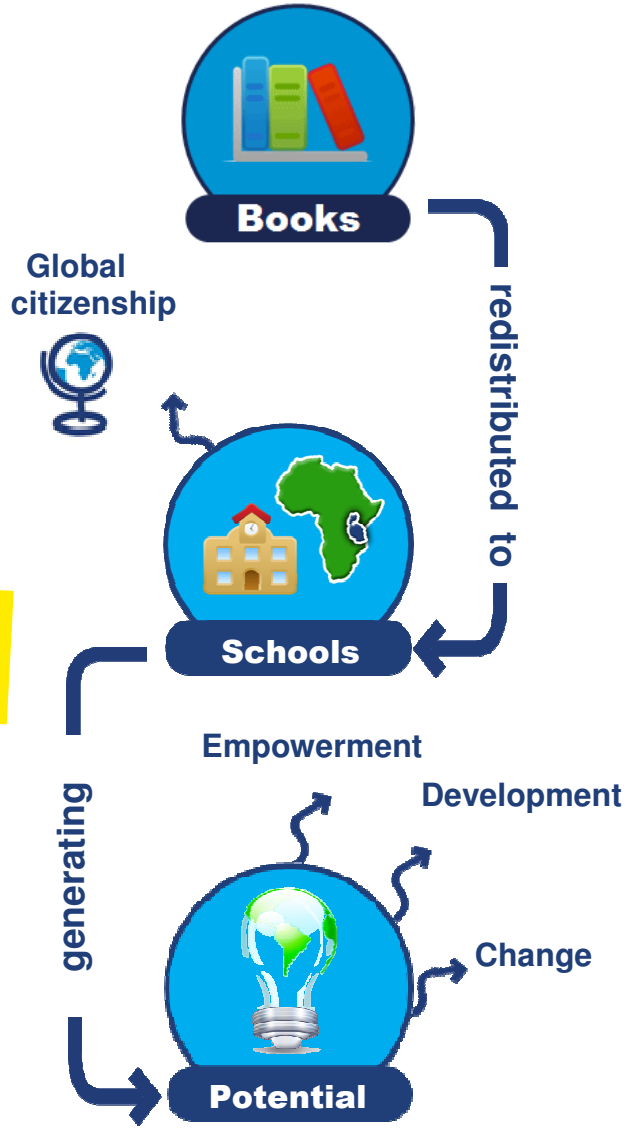 Books
redistributed to
Global
citizenship
Schools
generating
Empowerment
Development
Change
Potential